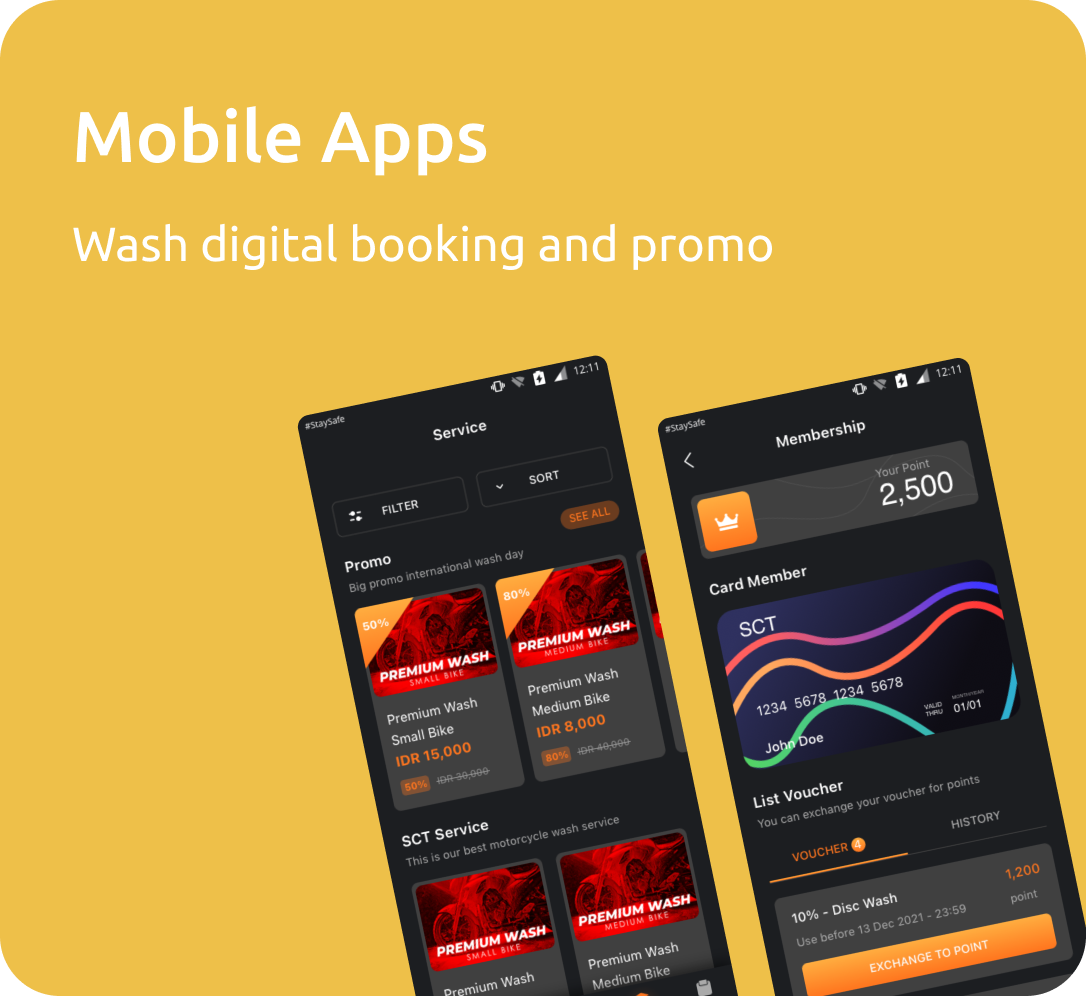 Mobile Apps
Wash digital booking and promo
#StaySafe
12:11
Service
FILTER
SORT
SEE ALL
Promo
Big promo international wash day
50%
PREMIUM WASH
SMALL BIKE
Premium Wash
Small Bike
IDR 15,000
50% IDR 30,000
80%
PREMIUM WASH
MEDIUM BIKE
Premium Wash
Medium Bike
IDR 8,000
80% IDR 40,000
SCT Service
This is our best motorcycle wash service
PREMIUM WASH
SMALL BIKE
Premium Wash
PREMIUM WASH
MEDIUM BIKE
Premium Wash
Medium Bike
#StaySafe
12:11
Membership
Your Point
2,500
Card Member
SCT
1234 5678 1234 5678
VALID
THRU
MONTH/YEAR
01/01
John Doe
List Voucher
You can exchange your voucher for points
VOUCHER 4
HISTORY
10% - Disc Wash
Use before 13 Dec 2021 - 23:59
1,200
point
EXCHANGE TO POINT